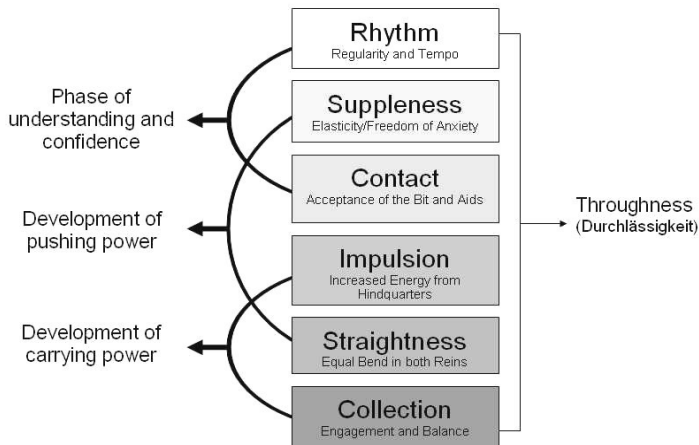 Rhythm
Regularity and Tempo
Suppleness
Elasticity/Freedom of Anxiety
Contact
Acceptance of the Bit and Aids
Impulsion
Increased Energy from
Hindquarters
Straightness
Equal Bend in both Reins
Collection
Engagement and Balance
Phase of
understanding and
confidence
Development of
pushing power
Development of
carrying power
Throughness
(Durchlässigkeit)